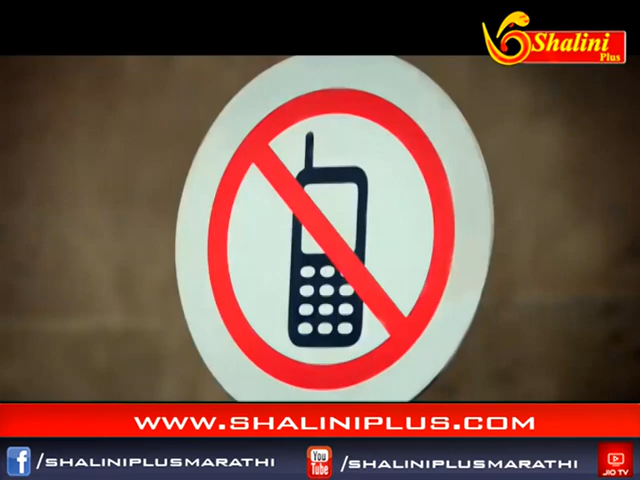 Shalini
Plus
WWW.SHALINIPLUS.COM
f /SHALINIPLUSMARATHI
You Tube /SHALINIPLUSMARATHI
JIO TV